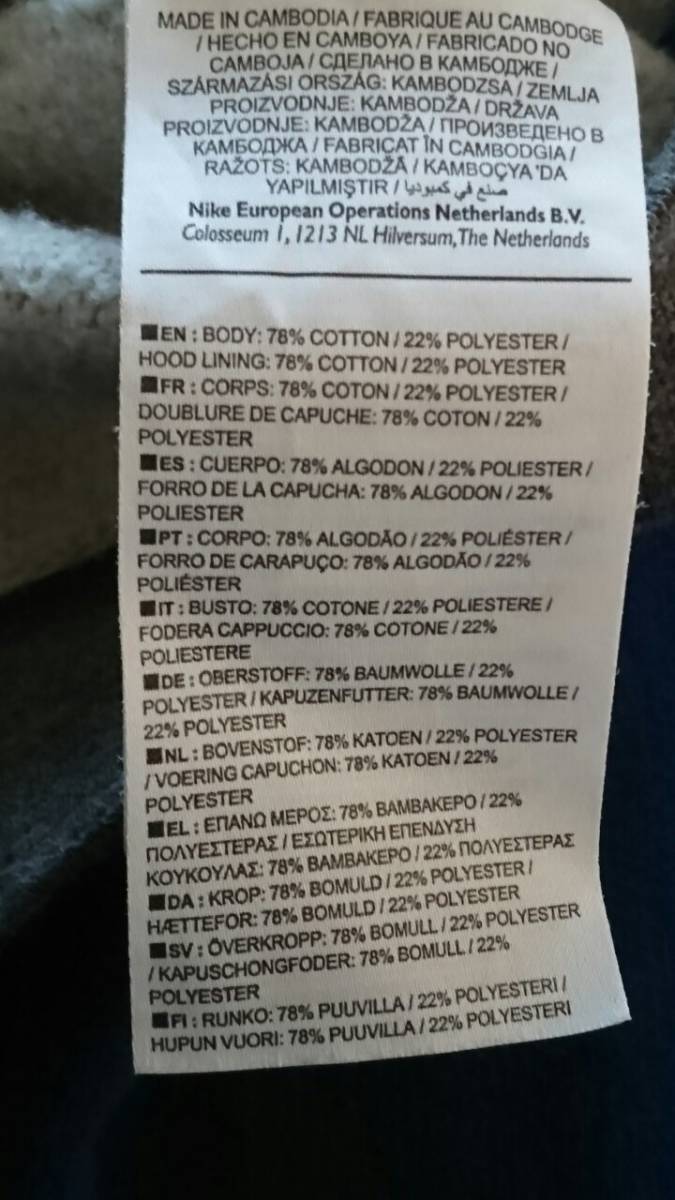 MADE IN CAMBODIA / FABRIQUE AU CAMBODGE
/ HECHO EN CAMBOYA / FABRICADO NO
CAMBOJA / СДЕЛАНО В КАМБОДЖЕ /
SZÁRMAZÁSI ORSZÁG: KAMBODZSA / ZEMLJA
PROIZVODNJE: KAMBODŽA / DRŽAVA
PROIZVODNJE: KAMBODŽA / ПРОИЗВЕДЕНО В
КАМБОДЖА / FABRICAT ÎN CAMBODGIA /
RAŽOTS: KAMBODŽĀ / KAMBOÇYA'DA
YAPILMIŞTIR / صنع في كمبوديا
Nike European Operations Netherlands B.V.
Colosseum 1, 1213 NL Hilversum, The Netherlands
■EN : BODY: 78% COTTON / 22% POLYESTER /
HOOD LINING: 78% COTTON / 22% POLYESTER
■FR : CORPS: 78% COTON / 22% POLYESTER /
DOUBLURE DE CAPUCHE: 78% COTON / 22%
POLYESTER
■ES : CUERPO: 78% ALGODON / 22% POLIESTER /
FORRO DE LA CAPUCHA: 78% ALGODON / 22%
POLIESTER
■PT : CORPO: 78% ALGODÃO / 22% POLIÉSTER /
FORRO DE CARAPUÇO: 78% ALGODÃO / 22%
POLIÉSTER
■IT : BUSTO: 78% COTONE / 22% POLIESTERE /
FODERA CAPPUCCIO: 78% COTONE / 22%
POLIESTERE
■DE : OBERSTOFF: 78% BAUMWOLLE / 22%
POLYESTER / KAPUZENFUTTER: 78% BAUMWOLLE /
22% POLYESTER
■NL : BOVENSTOF: 78% KATOEN / 22% POLYESTER
/ VOERING CAPUCHON: 78% KATOEN / 22%
POLYESTER
■EL : ΕΠΑΝΩ ΜΕΡΟΣ: 78% ΒΑΜΒΑΚΕΡΟ / 22%
ΠΟΛΥΕΣΤΕΡΑΣ / ΕΣΩΤΕΡΙΚΗ ΕΠΕΝΔΥΣΗ
ΚΟΥΚΟΥΛΑΣ: 78% ΒΑΜΒΑΚΕΡΟ / 22% ΠΟΛΥΕΣΤΕΡΑΣ
■DA : KROP: 78% BOMULD / 22% POLYESTER /
HÆTTEFOR: 78% BOMULD / 22% POLYESTER
■SV : ÖVERKROPP: 78% BOMULL / 22% POLYESTER
/ KAPUSCHONGFODER: 78% BOMULL / 22%
POLYESTER
■FI : RUNKO: 78% PUUVILLA / 22% POLYESTERI /
HUPUN VUORI: 78% PUUVILLA / 22% POLYESTERI